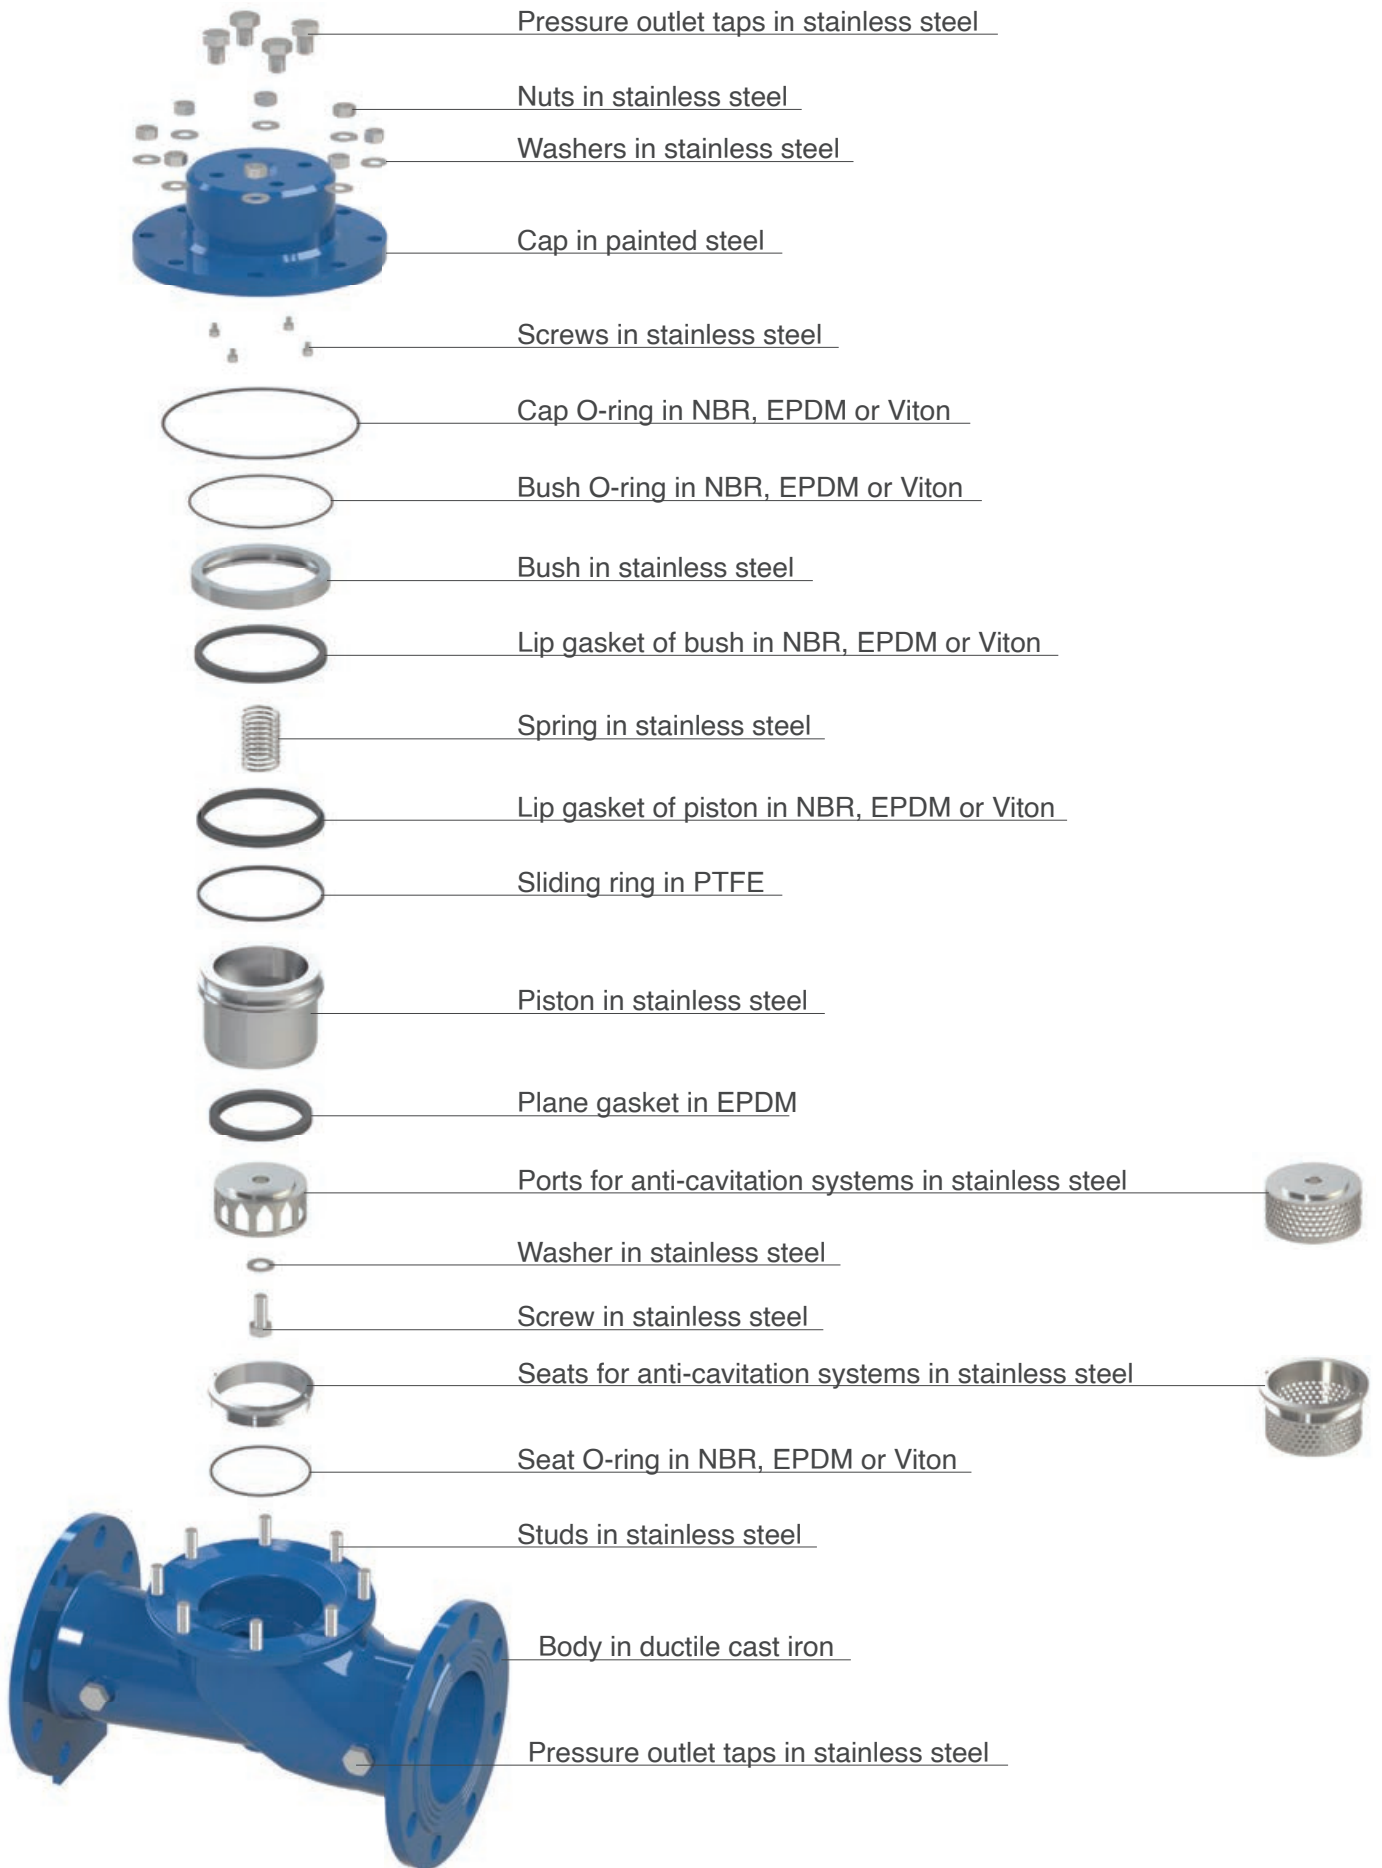 Pressure outlet taps in stainless steel
Nuts in stainless steel
Washers in stainless steel
Cap in painted steel
Screws in stainless steel
Cap O-ring in NBR, EPDM or Viton
Bush O-ring in NBR, EPDM or Viton
Bush in stainless steel
Lip gasket of bush in NBR, EPDM or Viton
Spring in stainless steel
Lip gasket of piston in NBR, EPDM or Viton
Sliding ring in PTFE
Piston in stainless steel
Plane gasket in EPDM
Ports for anti-cavitation systems in stainless steel
Washer in stainless steel
Screw in stainless steel
Seats for anti-cavitation systems in stainless steel
Seat O-ring in NBR, EPDM or Viton
Studs in stainless steel
Body in ductile cast iron
Pressure outlet taps in stainless steel